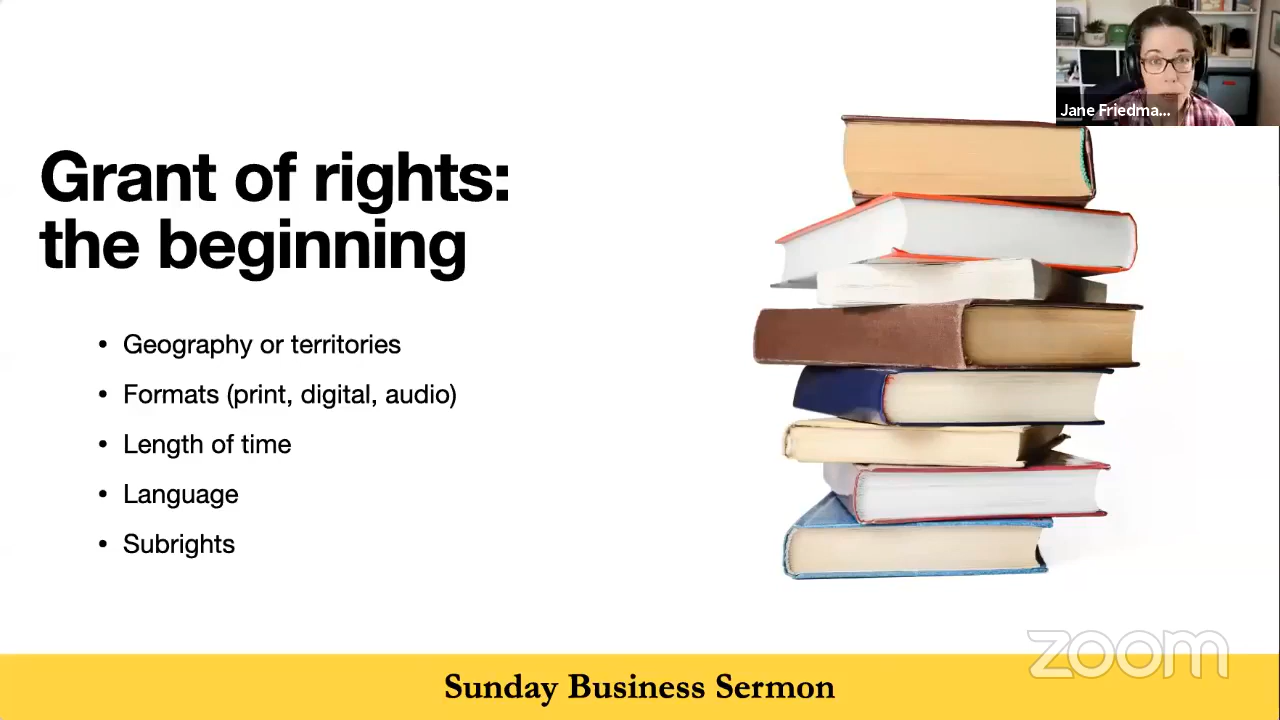 Jane Friedma...
Grant of rights:
the beginning
• Geography or territories
• Formats (print, digital, audio)
• Length of time
• Language
• Subrights
zoom
Sunday Business Sermon